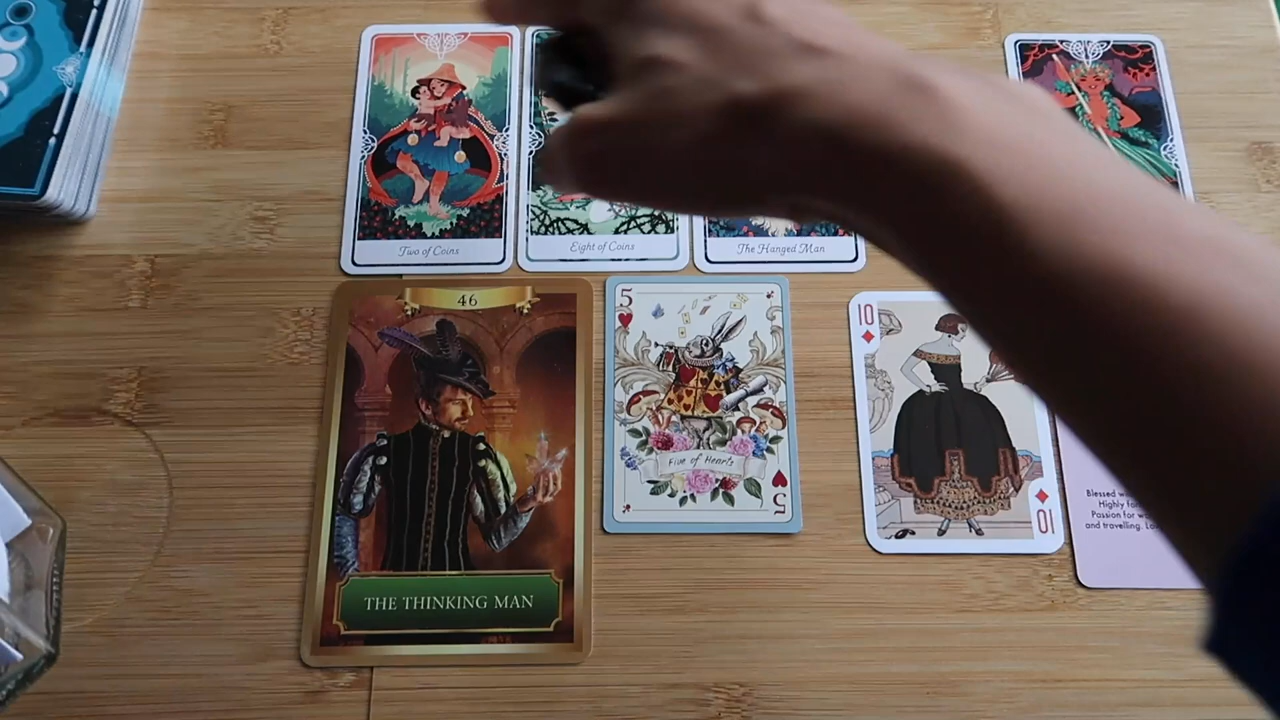 Two of Coins
Eight of Coins
The Hanged Man
46
THE THINKING MAN
5
Five of Hearts
5
10
10
Blessed
Highly
Passion for
and travelling.